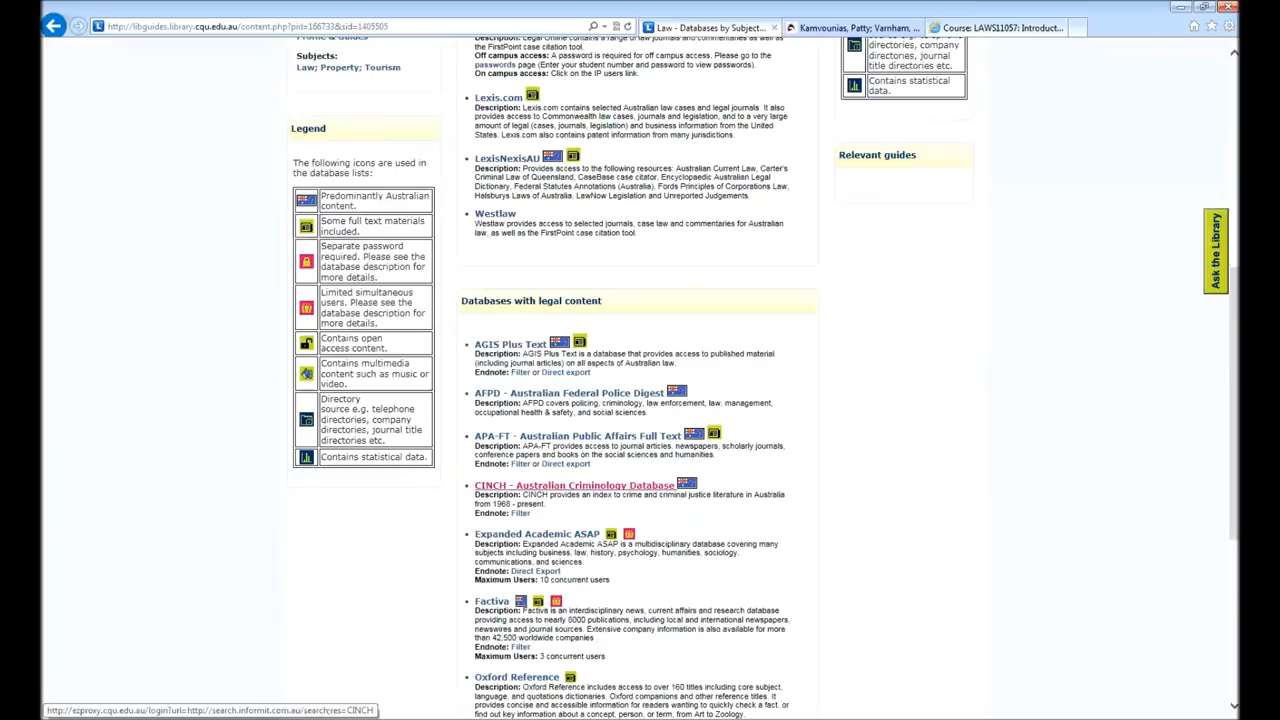 http://libguides.library.cqu.edu.au/content.php?pid=166733&sid=1405505
Law - Databases by Subject...
Kamvounias, Patty; Varnham, ...
Course: LAWS11057: Introduct...
Profile & Guides
Subjects:
Law; Property; Tourism
Legend
The following icons are used in
the database lists:
Predominantly Australian
content.
Some full text materials
included.
Separate password
required. Please see the
database description for
more details.
Limited simultaneous
users. Please see the
database description for
more details.
Contains open
access content.
Contains multimedia
content such as music or
video.
Directory
source e.g. telephone
directories, company
directories, journal title
directories etc.
Contains statistical data.
the FirstPoint case citation tool.
Off campus access: A password is required for off campus access. Please go to the
passwords page (Enter your student number and password to view passwords).
On campus access: Click on the IP users link.
Lexis.com
Description: Lexis.com contains selected Australian law cases and legal journals. It also
provides access to Commonwealth law cases, journals and legislation, and to a very large
amount of legal (cases, journals, legislation) and business information from the United
States. Lexis.com also contains patent information from many jurisdictions.
LexisNexisAU
Description: Provides access to the following resources: Australian Current Law, Carter's
Criminal Law of Queensland, CaseBase case citator, Encyclopaedic Australian Legal
Dictionary, Federal Statutes Annotations (Australia), Fords Principles of Corporations Law,
Halsburys Laws of Australia, LawNow Legislation and Unreported Judgements.
Westlaw
Westlaw provides access to selected journals, case law and commentaries for Australian
law, as well as the FirstPoint case citation tool.
Databases with legal content
AGIS Plus Text
Description: AGIS Plus Text is a database that provides access to published material
(including journal articles) on all aspects of Australian law.
Endnote: Filter or Direct export
AFPD - Australian Federal Police Digest
Description: AFPD covers policing, criminology, law enforcement, law, management,
occupational health & safety, and social sciences.
APA-FT - Australian Public Affairs Full Text
Description: APA-FT provides access to journal articles, newspapers, scholarly journals,
conference papers and books on the social sciences and humanities.
Endnote: Filter or Direct export
CINCH - Australian Criminology Database
Description: CINCH provides an index to crime and criminal justice literature in Australia
from 1968 - present.
Endnote: Filter
Expanded Academic ASAP
Description: Expanded Academic ASAP is a multidisciplinary database covering many
subjects including business, law, history, psychology, humanities, sociology,
communications, and sciences.
Endnote: Direct Export
Maximum Users: 10 concurrent users
Factiva
Description: Factiva is an interdisciplinary news, current affairs and research database
providing access to nearly 8000 publications, including local and international newspapers,
newswires and journal sources. Extensive company information is also available for more
than 42,500 worldwide companies
Endnote: Filter
Maximum Users: 3 concurrent users
Oxford Reference
Description: Oxford Reference includes access to over 160 titles including core subject,
language, and quotations dictionaries, Oxford companions and other reference titles. It
provides concise and accessible information for readers wanting to quickly check a fact, or
find out key information about a concept, person, or term, from Art to Zoology.
directories, company
directories, journal
title directories etc.
Contains statistical
data.
Relevant guides
Ask the Library
http://ezproxy.cqu.edu.au/login?url=http://search.informit.com.au/search;res=CINCH